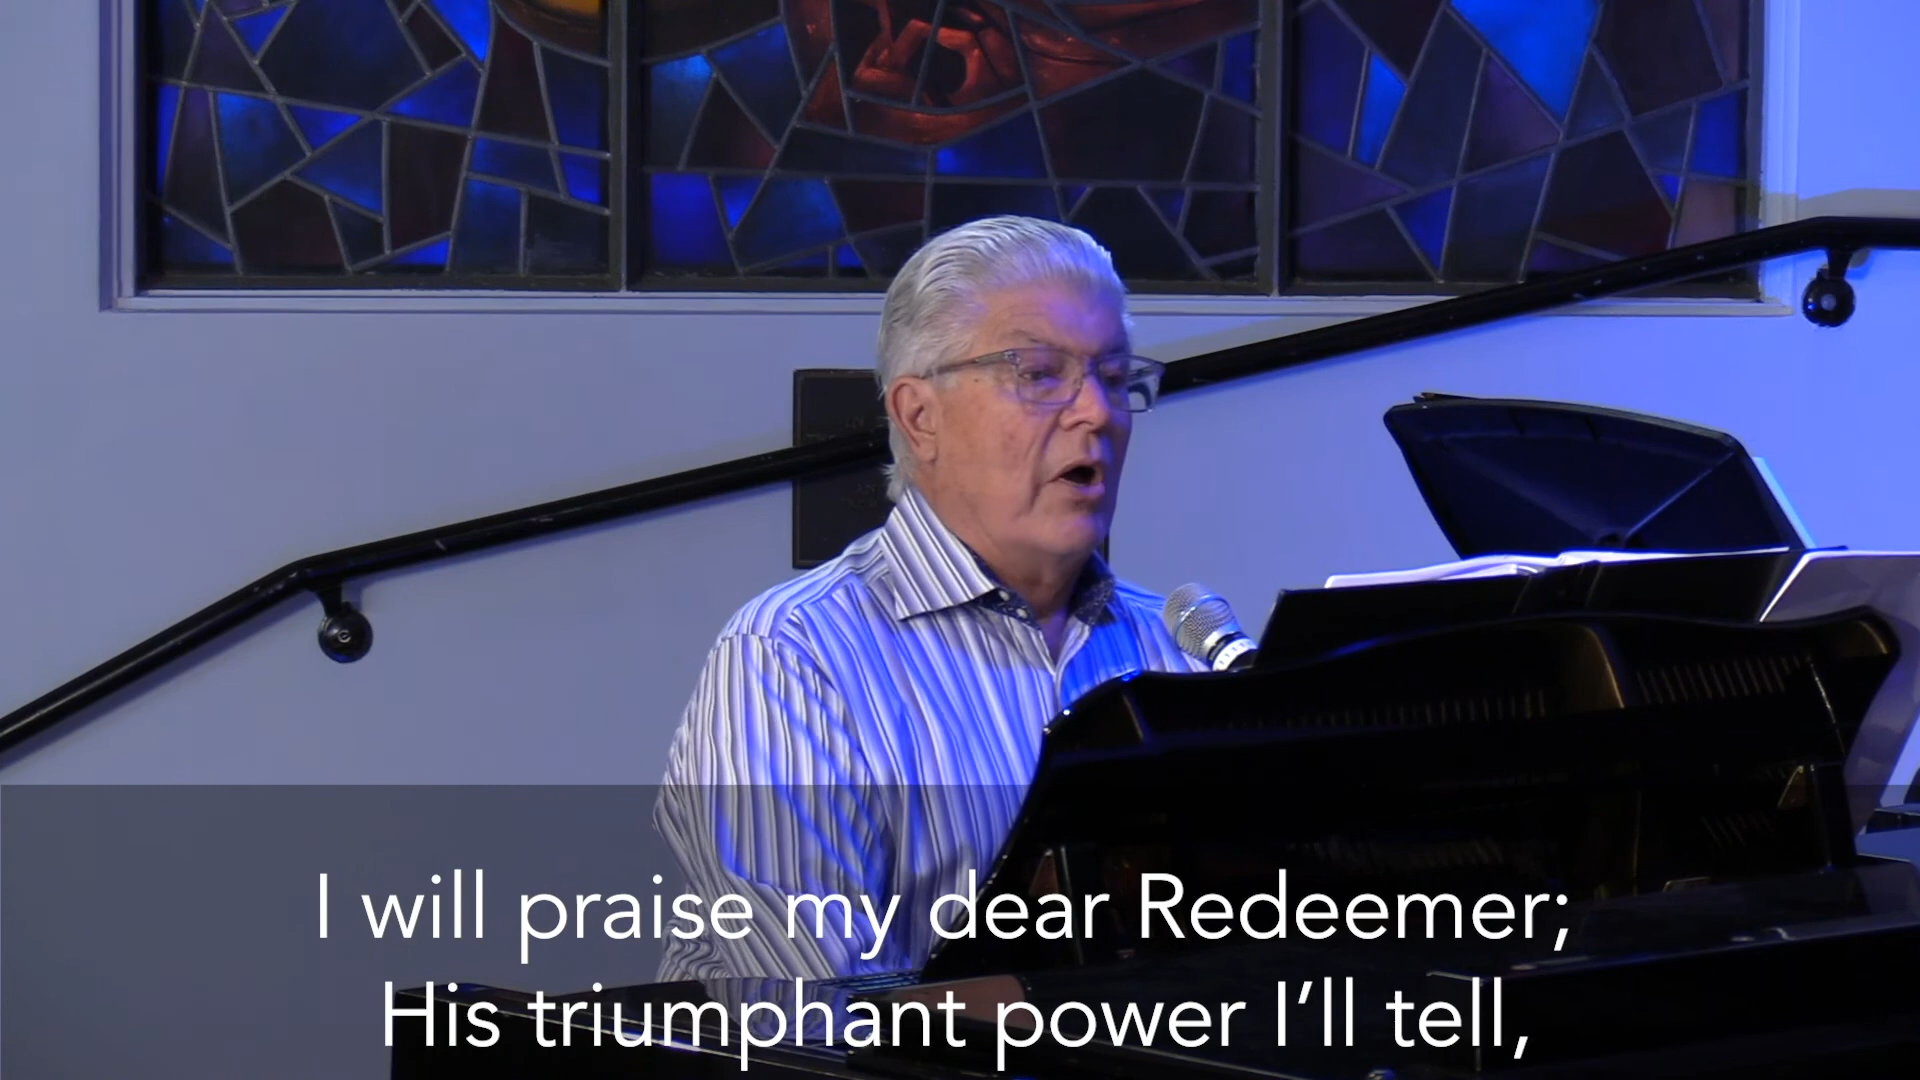 I will praise my dear Redeemer;
His triumphant power I’ll tell,